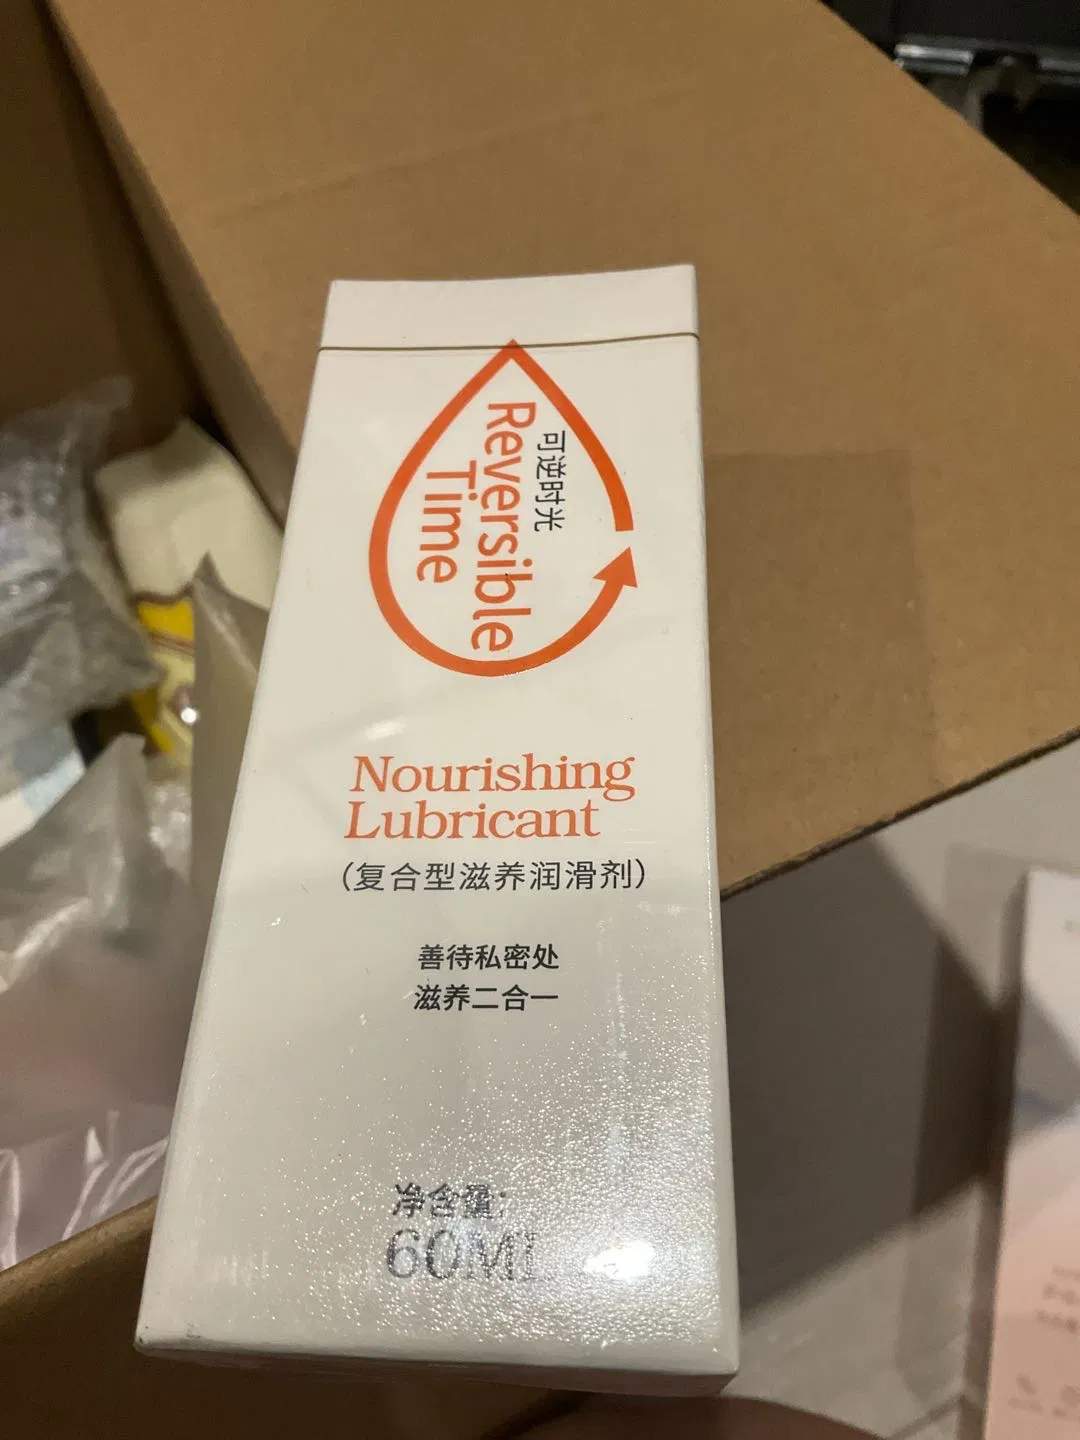 可逆时光
Reversible
Time
Nourishing
Lubricant
（复合型滋养润滑剂）
善待私密处
滋养二合一
净含量:
60ML